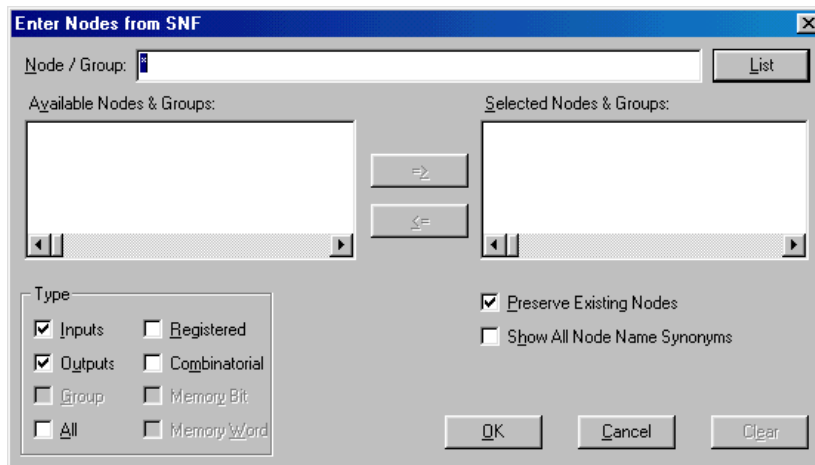 Enter Nodes from SNF
Node / Group: *
List
Available Nodes & Groups:
Selected Nodes & Groups:
=>
<=
Type
Inputs
Registered
Outputs
Combinatorial
Group
Memory Bit
All
Memory Word
Preserve Existing Nodes
Show All Node Name Synonyms
OK
Cancel
Clear